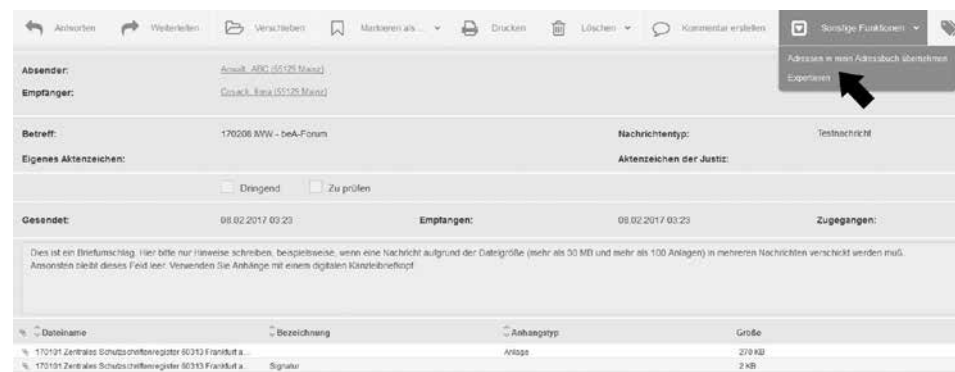 Antworten Weiterleiten Verschieben Markieren als... Drucken Löschen Kommentar erstellen Sonstige Funktionen
Adressen in mein Adressbuch übernehmen
Exportieren
Absender: Anwalt, ABC (55125 Mainz)
Empfänger: Cosack, Ilona (55125 Mainz)
Betreff: 170208 IWW - beA-Forum Nachrichtentyp: Testnachricht
Eigenes Aktenzeichen: Aktenzeichen der Justiz:
Dringend Zu prüfen
Gesendet: 08.02.2017 03:23 Empfangen: 08.02.2017 03:23 Zugegangen:
Dies ist ein Briefumschlag. Hier bitte nur Hinweise schreiben, beispielsweise, wenn eine Nachricht aufgrund der Dateigröße (mehr als 30 MB und mehr als 100 Anlagen) in mehreren Nachrichten verschickt werden muß.
Ansonsten bleibt dieses Feld leer. Verwenden Sie Anhänge mit einem digitalen Kanzleibriefkopf
Dateiname Bezeichnung Anhangstyp Größe
170131 Zentrales Schutzschriftenregister 60313 Frankfurt a... Anlage 270 KB
170131 Zentrales Schutzschriftenregister 60313 Frankfurt a... Signatur 2 KB